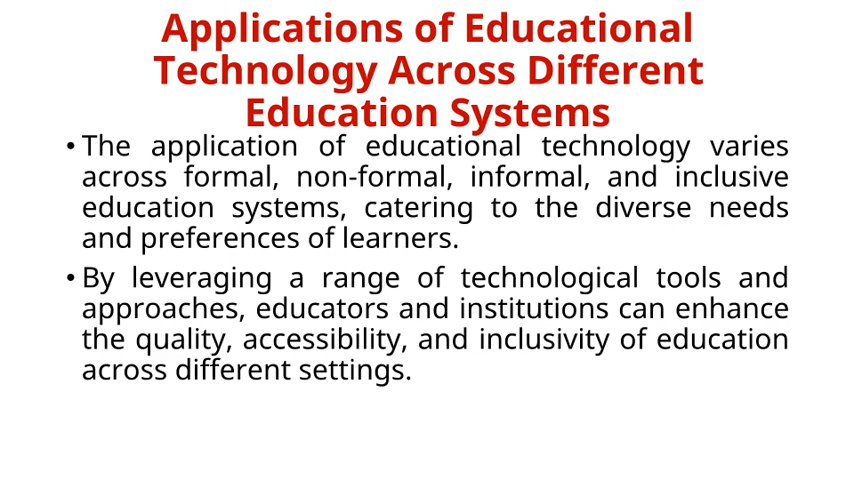 Applications of Educational
Technology Across Different
Education Systems
• The application of educational technology varies
across formal, non-formal, informal, and inclusive
education systems, catering to the diverse needs
and preferences of learners.
• By leveraging a range of technological tools and
approaches, educators and institutions can enhance
the quality, accessibility, and inclusivity of education
across different settings.